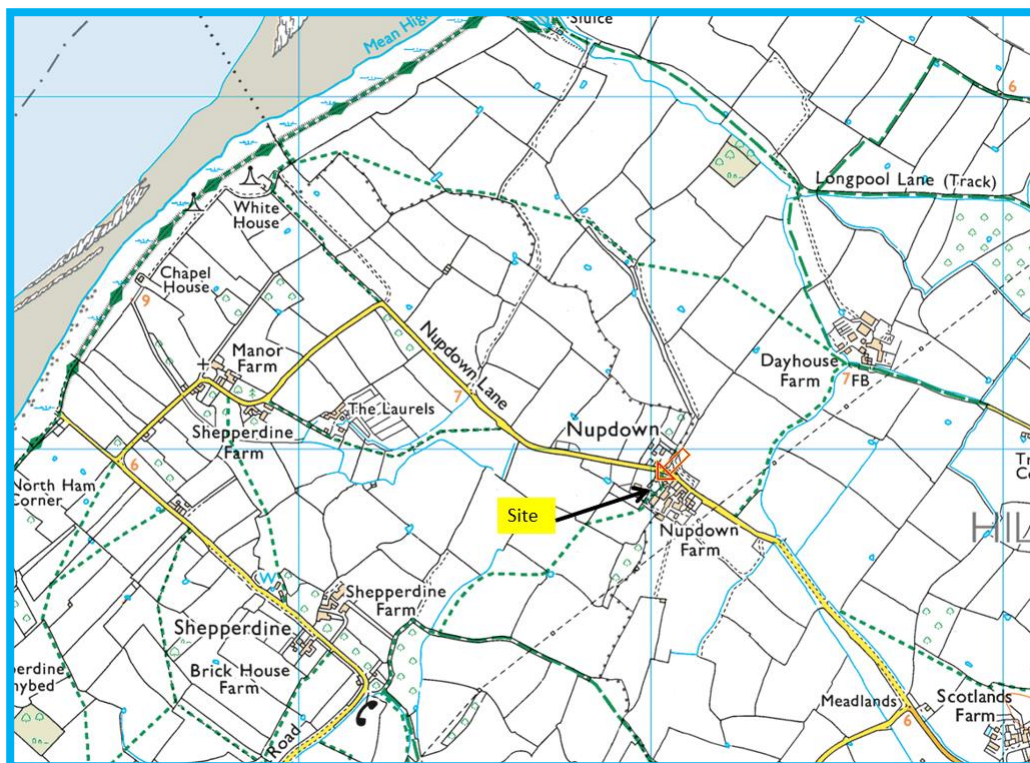 Sluice
Mean High
6
Longpool Lane (Track)
White
House
Chapel
House
9
Manor
Farm
Nupdown Lane
7
The Laurels
Shepperdine
Farm
Dayhouse
Farm
7
FB
Nupdown
6
North Ham
Corner
Site
Nupdown
Farm
HIL
W
Shepperdine
Farm
Shepperdine
Brick House
Farm
Road
Meadlands
6
Scotlands
Farm